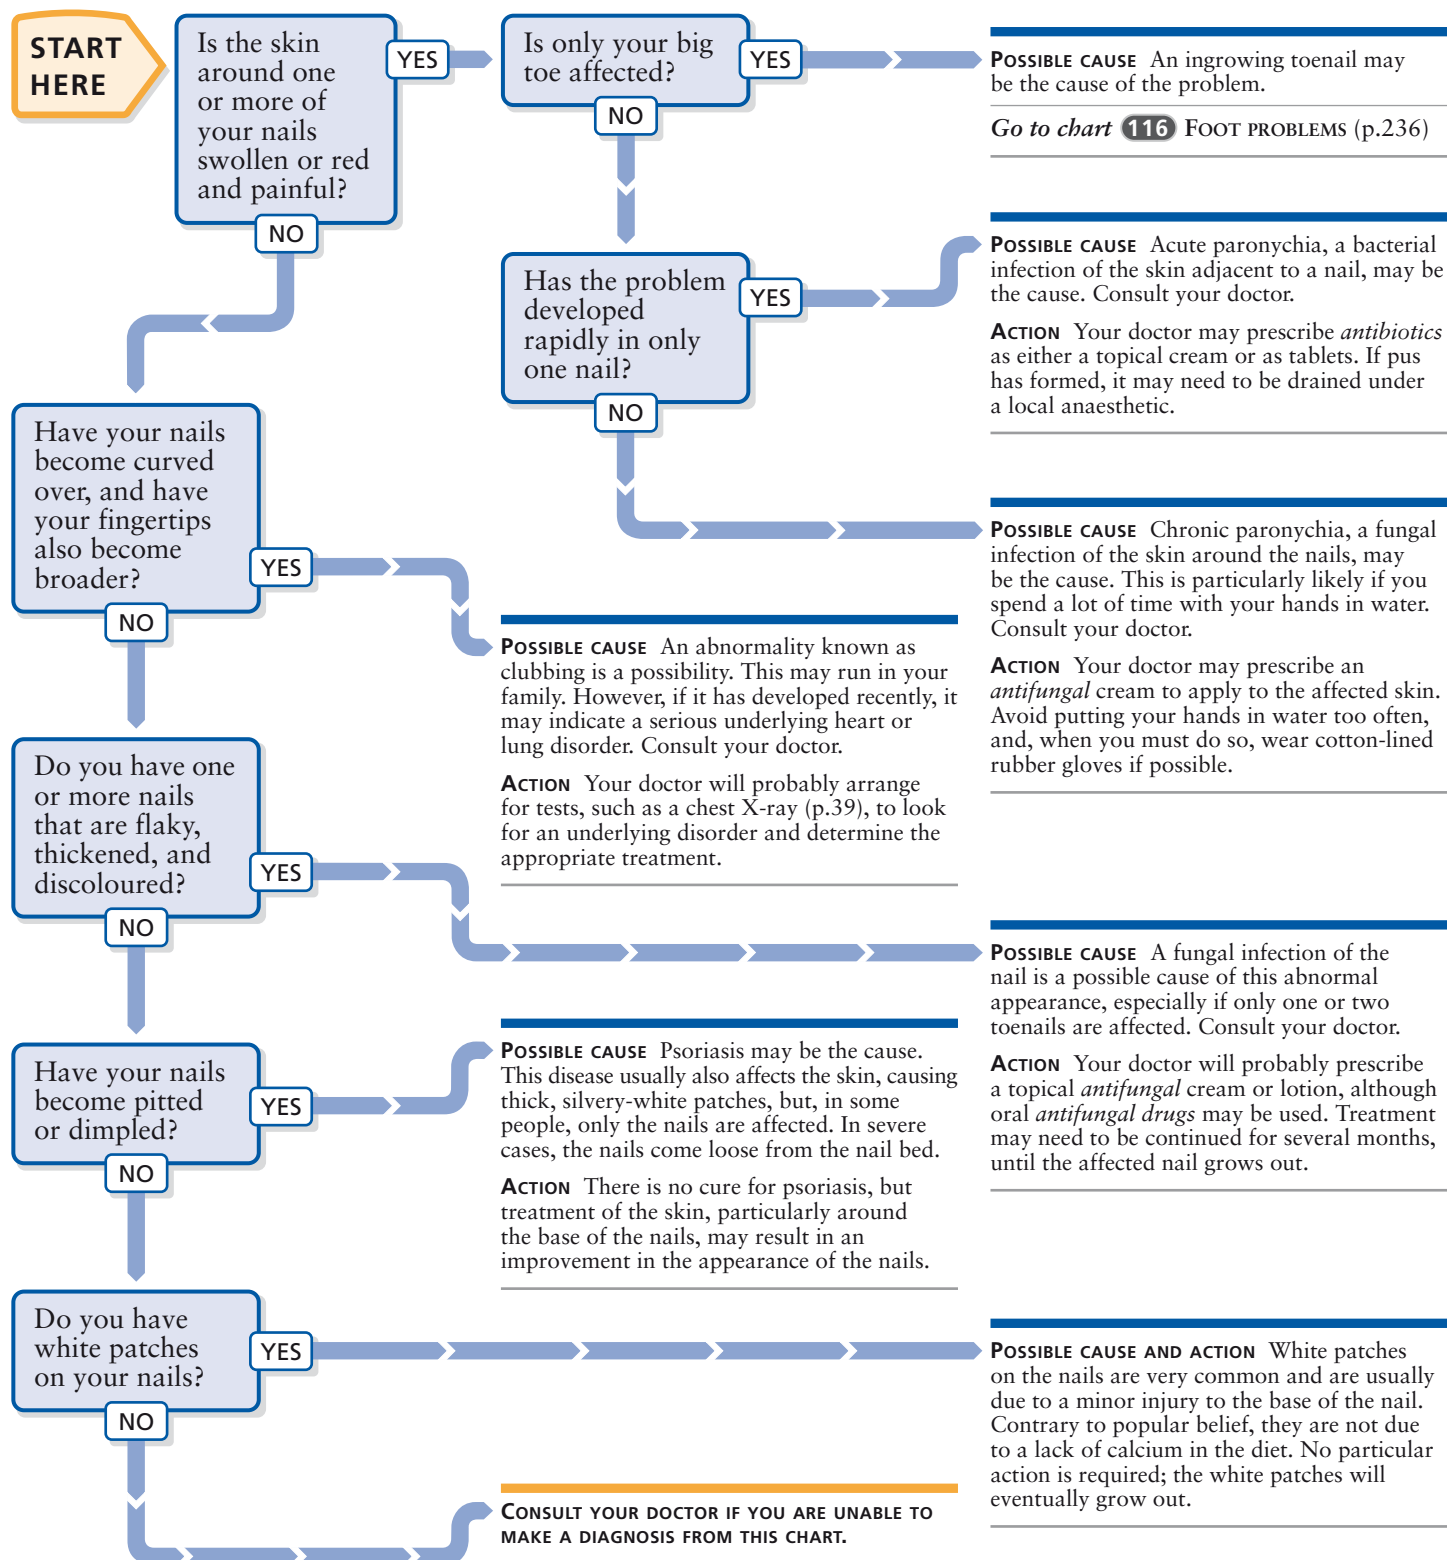 START
HERE
Is the skin
around one
or more of
your nails
swollen or red
and painful?
YES
NO
Is only your big
toe affected?
YES
NO
POSSIBLE CAUSE An ingrowing toenail may
be the cause of the problem.
Go to chart 116 FOOT PROBLEMS (p.236)
Has the problem
developed
rapidly in only
one nail?
YES
NO
POSSIBLE CAUSE Acute paronychia, a bacterial
infection of the skin adjacent to a nail, may be
the cause. Consult your doctor.
ACTION Your doctor may prescribe antibiotics
as either a topical cream or as tablets. If pus
has formed, it may need to be drained under
a local anaesthetic.
POSSIBLE CAUSE Chronic paronychia, a fungal
infection of the skin around the nails, may
be the cause. This is particularly likely if you
spend a lot of time with your hands in water.
Consult your doctor.
ACTION Your doctor may prescribe an
antifungal cream to apply to the affected skin.
Avoid putting your hands in water too often,
and, when you must do so, wear cotton-lined
rubber gloves if possible.
Have your nails
become curved
over, and have
your fingertips
also become
broader?
YES
NO
POSSIBLE CAUSE An abnormality known as
clubbing is a possibility. This may run in your
family. However, if it has developed recently, it
may indicate a serious underlying heart or
lung disorder. Consult your doctor.
ACTION Your doctor will probably arrange
for tests, such as a chest X-ray (p.39), to look
for an underlying disorder and determine the
appropriate treatment.
Do you have one
or more nails
that are flaky,
thickened, and
discoloured?
YES
NO
POSSIBLE CAUSE A fungal infection of the
nail is a possible cause of this abnormal
appearance, especially if only one or two
toenails are affected. Consult your doctor.
ACTION Your doctor will probably prescribe
a topical antifungal cream or lotion, although
oral antifungal drugs may be used. Treatment
may need to be continued for several months,
until the affected nail grows out.
Have your nails
become pitted
or dimpled?
YES
NO
POSSIBLE CAUSE Psoriasis may be the cause.
This disease usually also affects the skin, causing
thick, silvery-white patches, but, in some
people, only the nails are affected. In severe
cases, the nails come loose from the nail bed.
ACTION There is no cure for psoriasis, but
treatment of the skin, particularly around
the base of the nails, may result in an
improvement in the appearance of the nails.
Do you have
white patches
on your nails?
YES
NO
POSSIBLE CAUSE AND ACTION White patches
on the nails are very common and are usually
due to a minor injury to the base of the nail.
Contrary to popular belief, they are not due
to a lack of calcium in the diet. No particular
action is required; the white patches will
eventually grow out.
CONSULT YOUR DOCTOR IF YOU ARE UNABLE TO
MAKE A DIAGNOSIS FROM THIS CHART.